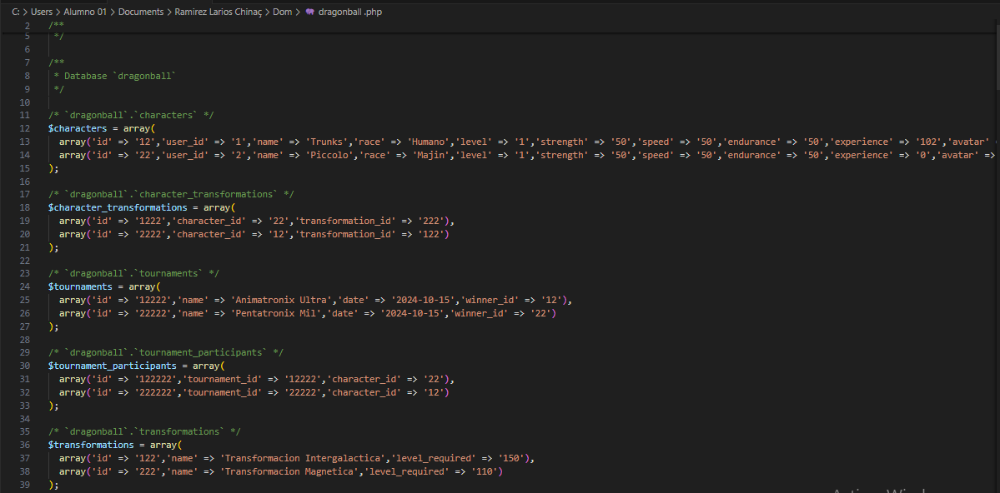 C: > Users > Alumno 01 > Documents > Ramirez Larios Chinaç > Dom > dragonball .php
2 /**
5 */
6
7 /**
8 * Database `dragonball`
9 */
10
11 /* `dragonball`.`characters` */
12 $characters = array(
13 array('id' => '12','user_id' => '1','name' => 'Trunks','race' => 'Humano','level' => '1','strength' => '50','speed' => '50','endurance' => '50','experience' => '102','avatar'
14 array('id' => '22','user_id' => '2','name' => 'Piccolo','race' => 'Majin','level' => '1','strength' => '50','speed' => '50','endurance' => '50','experience' => '0','avatar' =>
15 );
16
17 /* `dragonball`.`character_transformations` */
18 $character_transformations = array(
19 array('id' => '1222','character_id' => '22','transformation_id' => '222'),
20 array('id' => '2222','character_id' => '12','transformation_id' => '122')
21 );
22
23 /* `dragonball`.`tournaments` */
24 $tournaments = array(
25 array('id' => '12222','name' => 'Animatronix Ultra','date' => '2024-10-15','winner_id' => '12'),
26 array('id' => '22222','name' => 'Pentatronix Mil','date' => '2024-10-15','winner_id' => '22')
27 );
28
29 /* `dragonball`.`tournament_participants` */
30 $tournament_participants = array(
31 array('id' => '122222','tournament_id' => '12222','character_id' => '22'),
32 array('id' => '222222','tournament_id' => '22222','character_id' => '12')
33 );
34
35 /* `dragonball`.`transformations` */
36 $transformations = array(
37 array('id' => '122','name' => 'Transformacion Intergalactica','level_required' => '150'),
38 array('id' => '222','name' => 'Transformacion Magnetica','level_required' => '110')
39 );